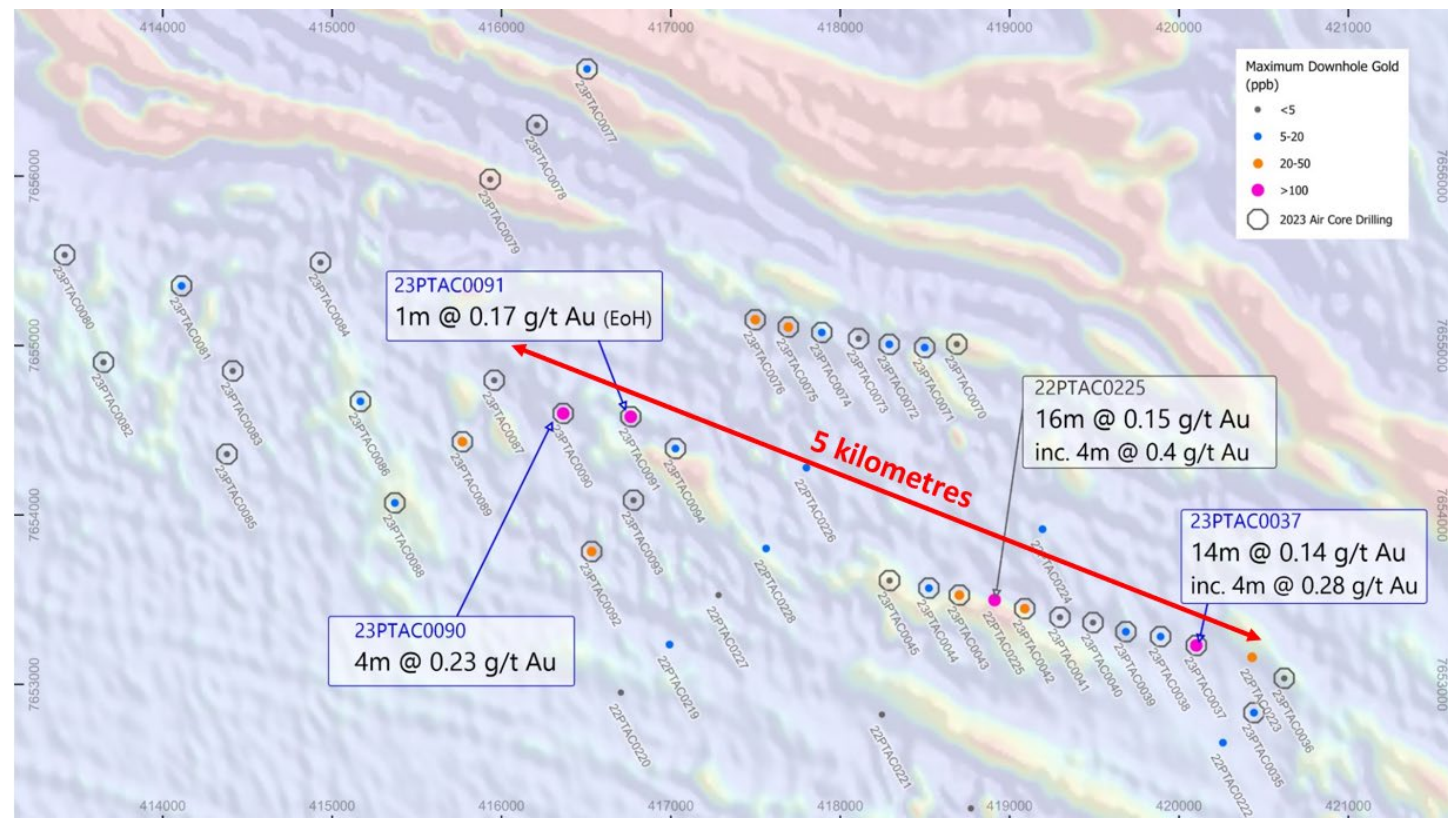 414000
415000
416000
417000
418000
419000
420000
421000
Maximum Downhole Gold
(ppb)
<5
5-20
20-50
>100
2023 Air Core Drilling
7656000
7655000
7654000
7653000
7656000
7655000
7654000
7653000
23PTAC0077
23PTAC0078
23PTAC0079
23PTAC0080
23PTAC0081
23PTAC0084
23PTAC0082
23PTAC0083
23PTAC0085
23PTAC0086
23PTAC0088
23PTAC0087
23PTAC0089
23PTAC0090
23PTAC0091
23PTAC0094
23PTAC0093
23PTAC0092
23PTAC0091
1m @ 0.17 g/t Au (EoH)
23PTAC0076
23PTAC0075
23PTAC0074
23PTAC0073
23PTAC0072
23PTAC0071
23PTAC0070
22PTAC0225
16m @ 0.15 g/t Au
inc. 4m @ 0.4 g/t Au
5 kilometres
23PTAC0037
14m @ 0.14 g/t Au
inc. 4m @ 0.28 g/t Au
23PTAC0090
4m @ 0.23 g/t Au
22PTAC0226
22PTAC0228
22PTAC0227
22PTAC0219
22PTAC0220
22PTAC0224
23PTAC0045
23PTAC0044
23PTAC0043
22PTAC0225
23PTAC0042
23PTAC0041
23PTAC0040
23PTAC0039
23PTAC0038
23PTAC0037
22PTAC0223
23PTAC0036
23PTAC0035
22PTAC0222
22PTAC0221
414000
415000
416000
417000
418000
419000
420000
421000